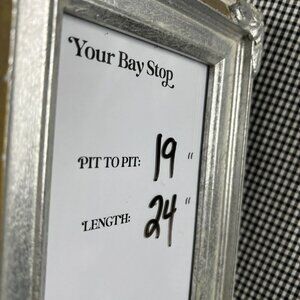 Your Bay Stop
PIT TO PIT: 19 "
LENGTH: 24 "